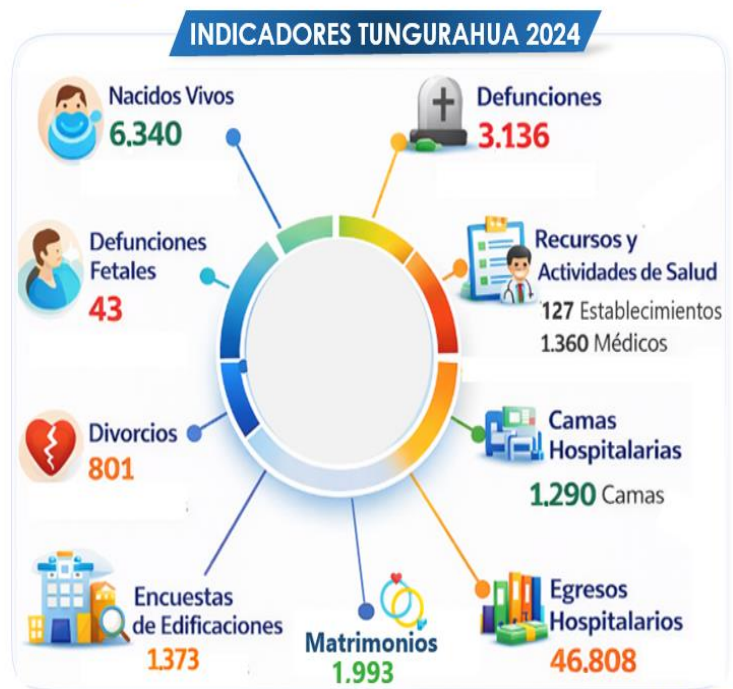 INDICADORES TUNGURAHUA 2024
Nacidos Vivos
6.340
Defunciones
3.136
Defunciones
Fetales
43
Recursos y
Actividades de Salud
127 Establecimientos
1.360 Médicos
Divorcios
801
Camas
Hospitalarias
1.290 Camas
Encuestas
de Edificaciones
1.373
Matrimonios
1.993
Egresos
Hospitalarios
46.808